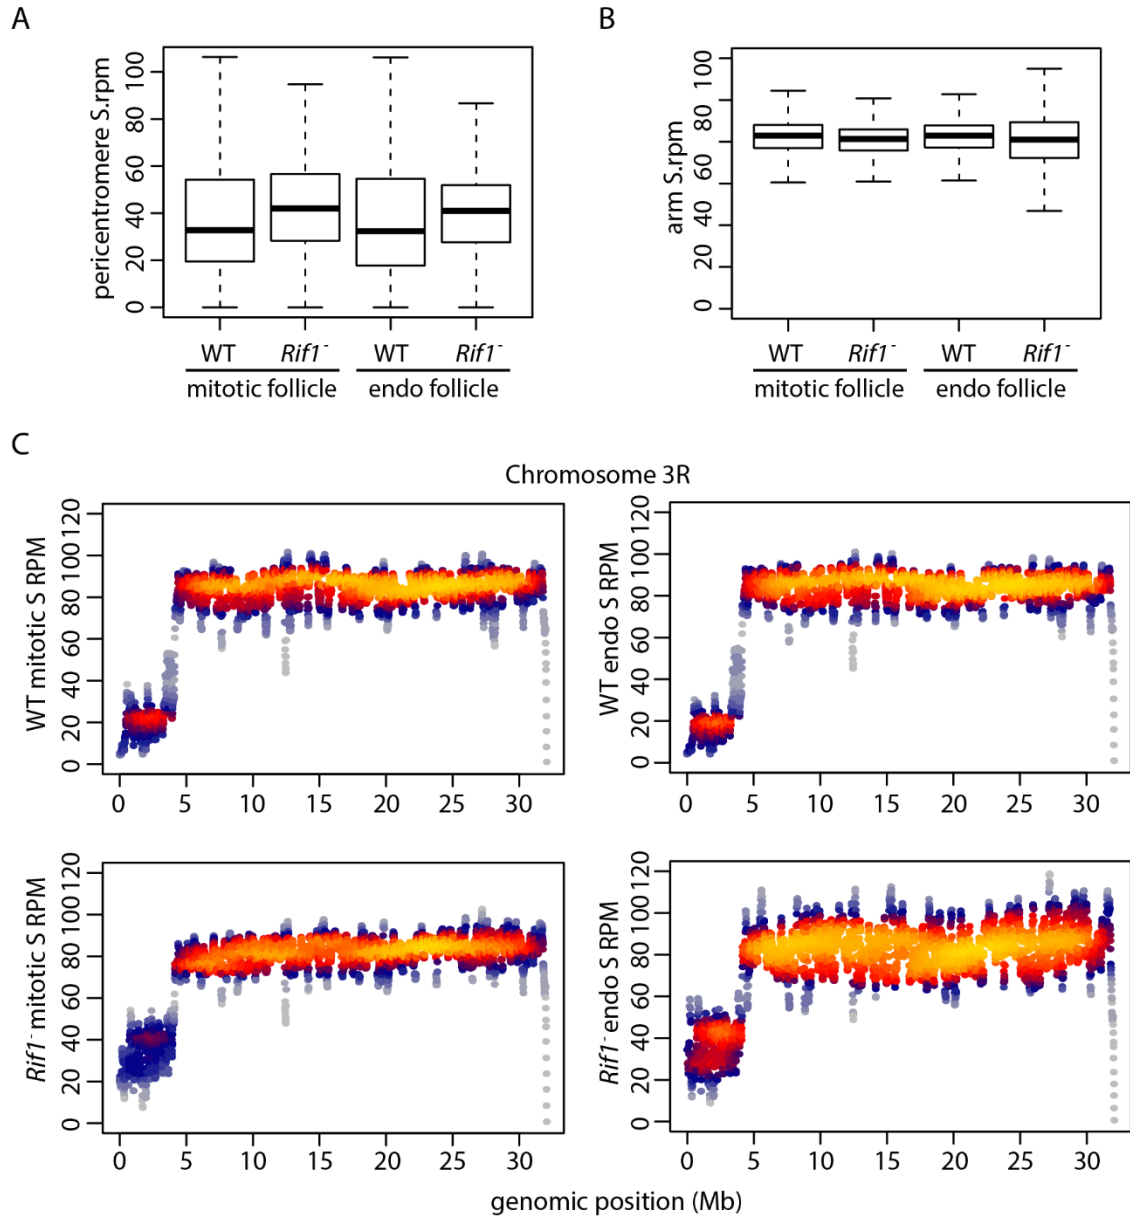 A
pericentromere S.rpm
0 20 40 60 80 100
WT Rif1⁻ WT Rif1⁻
mitotic follicle endo follicle
B
arm S.rpm
0 20 40 60 80 100
WT Rif1⁻ WT Rif1⁻
mitotic follicle endo follicle
C
Chromosome 3R
WT mitotic S RPM
0 20 40 60 80 100 120
0 5 10 15 20 25 30
WT endo S RPM
0 20 40 60 80 100 120
0 5 10 15 20 25 30
Rif1⁻ mitotic S RPM
0 20 40 60 80 100 120
0 5 10 15 20 25 30
Rif1⁻ endo S RPM
0 20 40 60 80 100 120
0 5 10 15 20 25 30
genomic position (Mb)